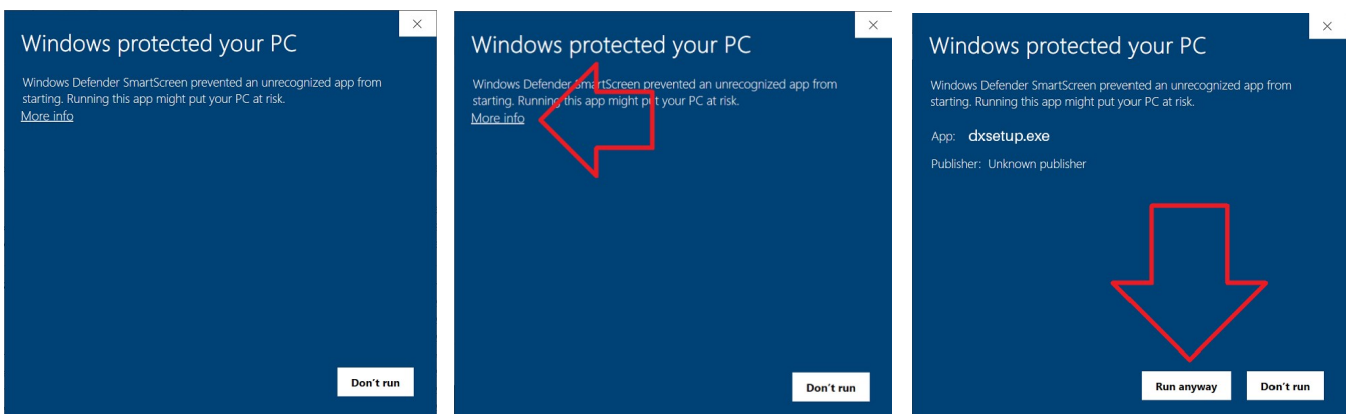 Windows protected your PC
Windows Defender SmartScreen prevented an unrecognized app from
starting. Running this app might put your PC at risk.
More info
Don't run
Windows protected your PC
Windows Defender SmartScreen prevented an unrecognized app from
starting. Running this app might put your PC at risk.
More info
Don't run
Windows protected your PC
Windows Defender SmartScreen prevented an unrecognized app from
starting. Running this app might put your PC at risk.
App: dxsetup.exe
Publisher: Unknown publisher
Run anyway Don't run